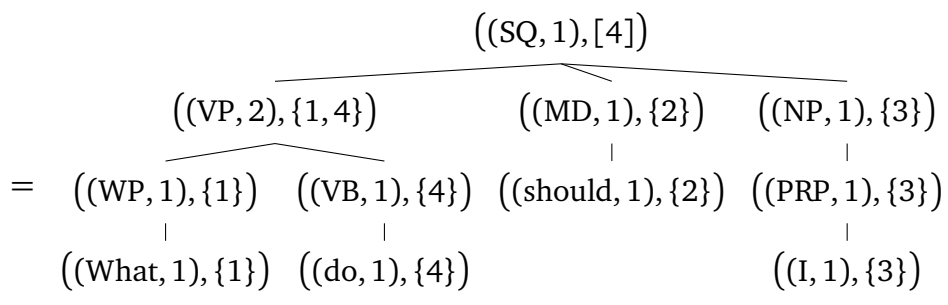 ((SQ, 1), [4])
((VP, 2), {1, 4}) ((MD, 1), {2}) ((NP, 1), {3})
= ((WP, 1), {1}) ((VB, 1), {4}) ((should, 1), {2}) ((PRP, 1), {3})
((What, 1), {1}) ((do, 1), {4}) ((I, 1), {3})